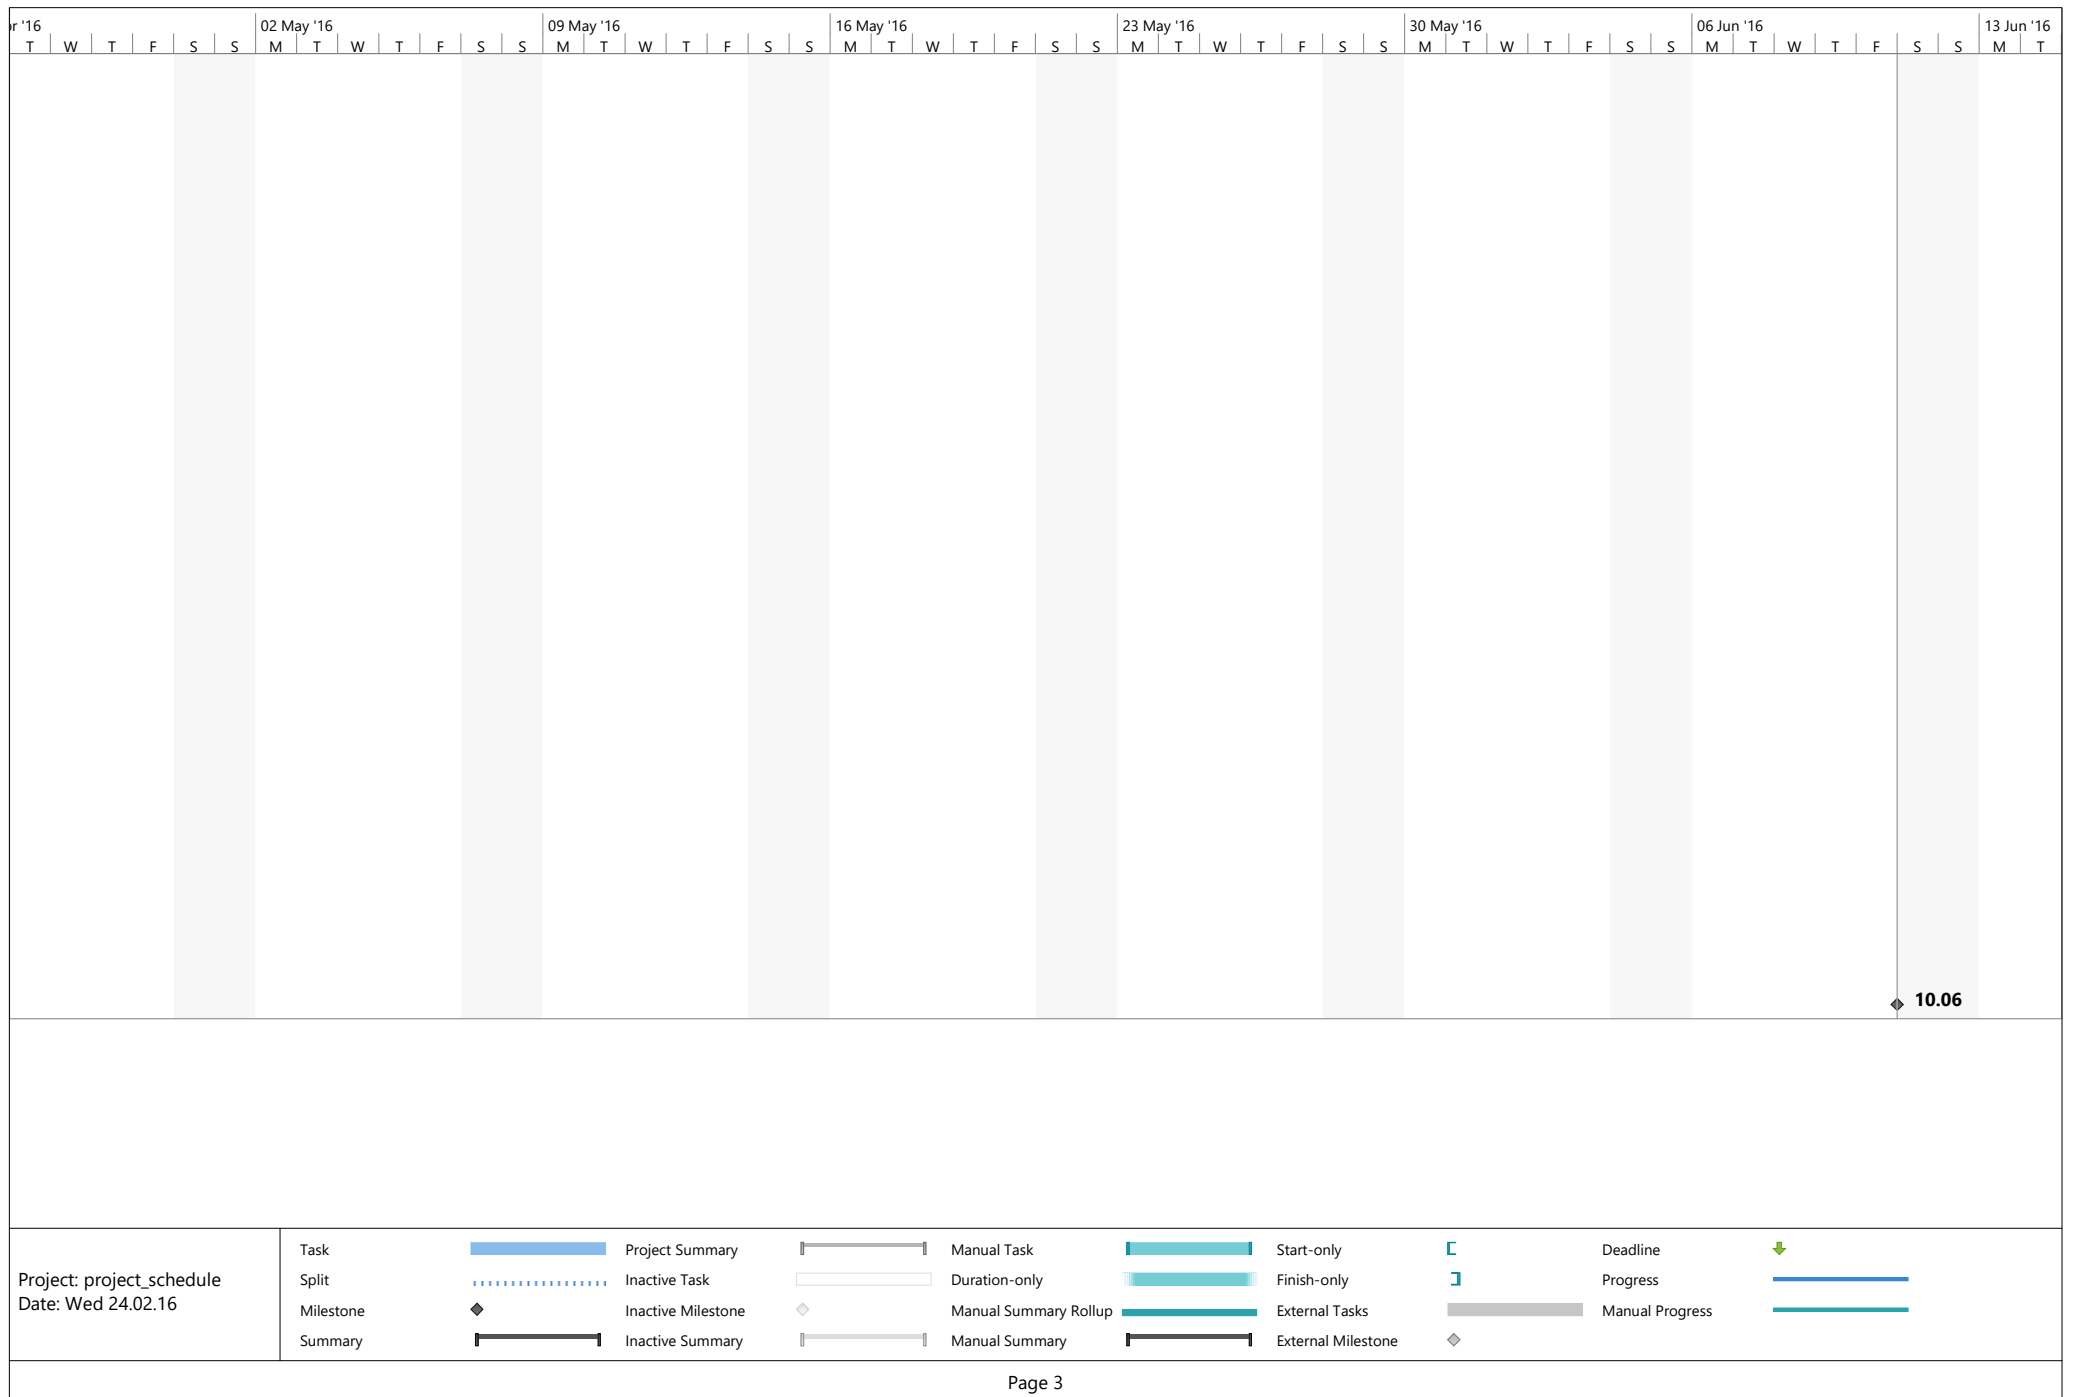 '16 02 May '16 09 May '16 16 May '16 23 May '16 30 May '16 06 Jun '16 13 Jun '16
T W T F S S M T W T F S S M T W T F S S M T W T F S S M T W T F S S M T W T F S S M T W T F S S M T
10.06
Project: project_schedule
Date: Wed 24.02.16
Task
Split
Milestone
Summary
Project Summary
Inactive Task
Inactive Milestone
Inactive Summary
Manual Task
Duration-only
Manual Summary Rollup
Manual Summary
Start-only
Finish-only
External Tasks
External Milestone
Deadline
Progress
Manual Progress
Page 3